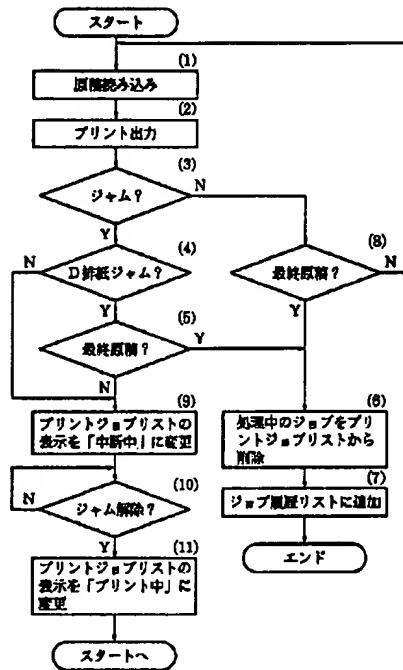 スタート
(1)
原稿読み込み
(2)
プリント出力
(3)
ジャム?
N
Y
(4)
(8)
N
D排紙ジャム?
最終原稿?
N
Y
(5)
Y
最終原稿?
Y
N
(9)
(6)
プリントジョブリストの
表示を「中断中」に変更
処理中のジョブをプリ
ントジョブリストから
削除
(10)
(7)
N
ジャム解除?
ジョブ履歴リストに追加
Y
(11)
プリントジョブリストの
表示を「プリント中」に
変更
エンド
スタートへ